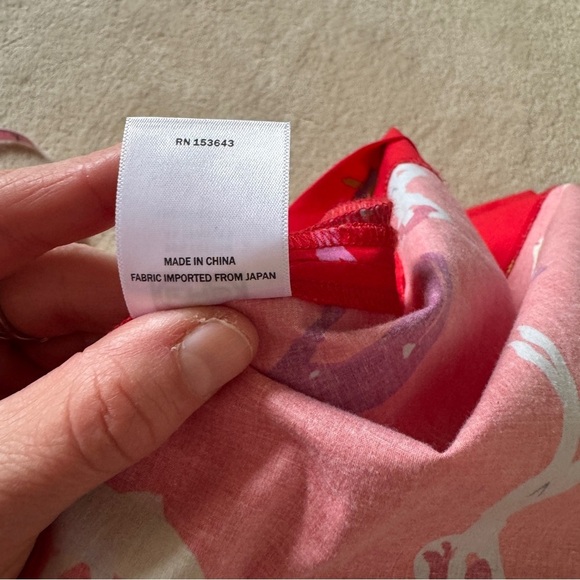 RN 153643
MADE IN CHINA
FABRIC IMPORTED FROM JAPAN